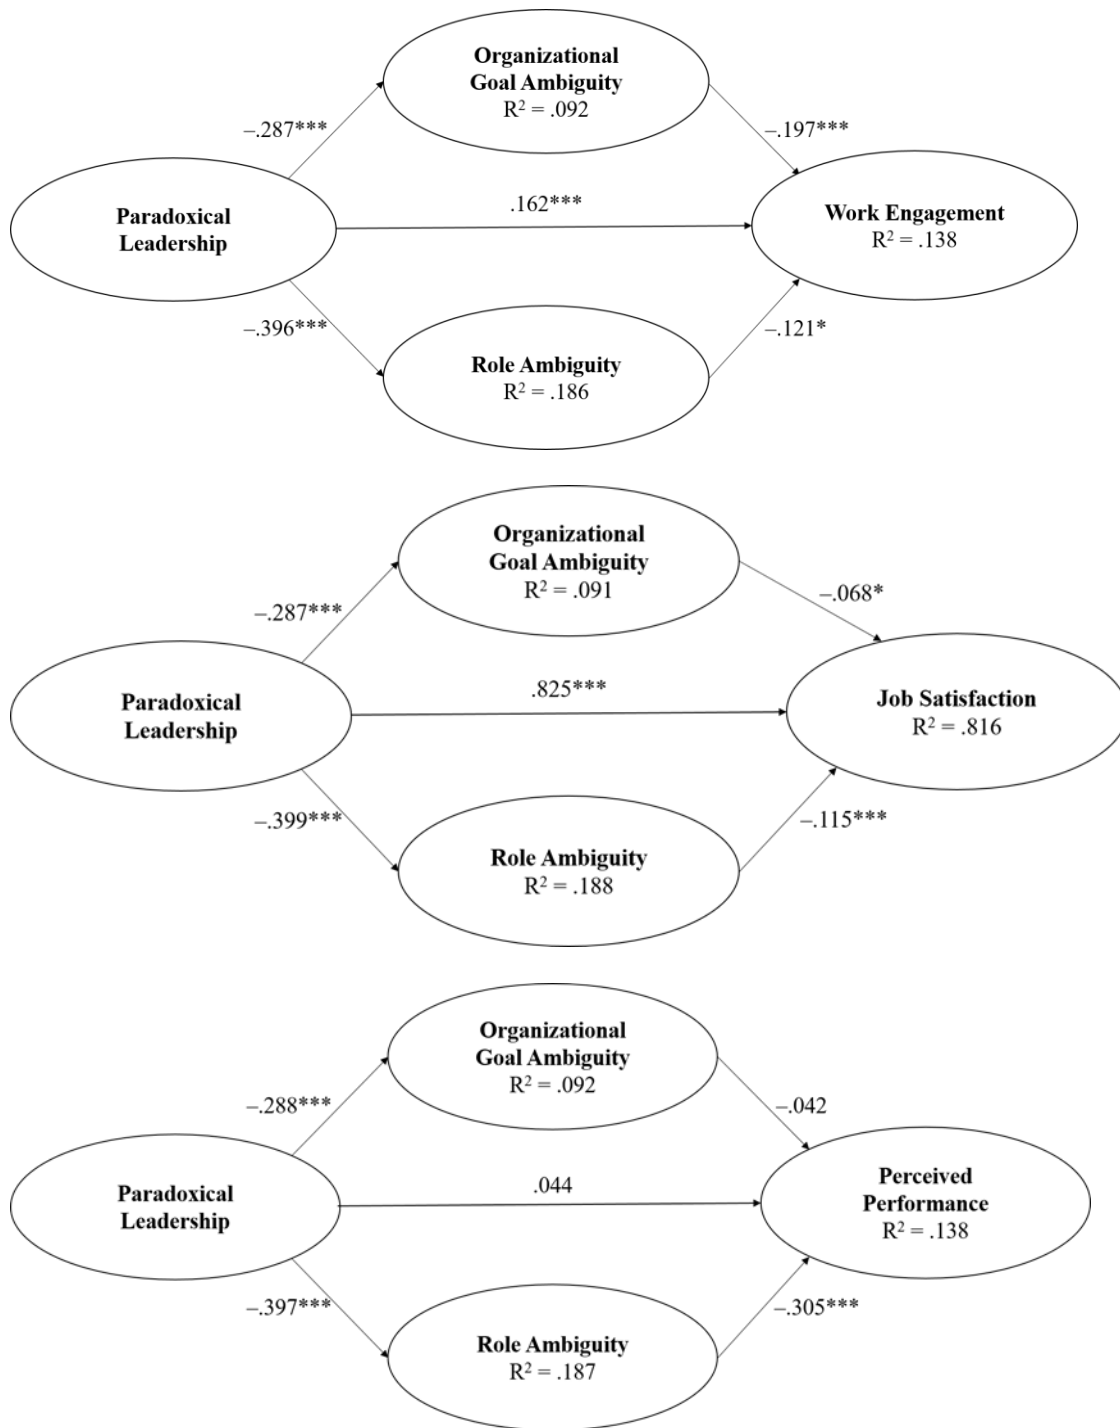 Organizational
Goal Ambiguity
R² = .092
–.287***
–.197***
Paradoxical
Leadership
.162***
Work Engagement
R² = .138
–.396***
–.121*
Role Ambiguity
R² = .186
Organizational
Goal Ambiguity
R² = .091
–.287***
–.068*
Paradoxical
Leadership
.825***
Job Satisfaction
R² = .816
–.399***
–.115***
Role Ambiguity
R² = .188
Organizational
Goal Ambiguity
R² = .092
–.288***
–.042
Paradoxical
Leadership
.044
Perceived
Performance
R² = .138
–.397***
–.305***
Role Ambiguity
R² = .187